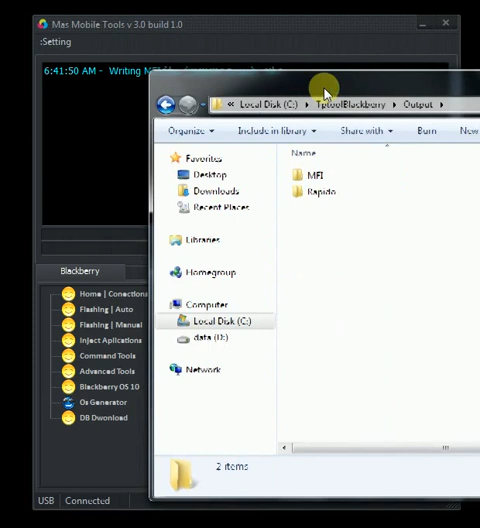 Mas Mobile Tools v 3.0 build 1.0
:Setting
6:41:50 AM - Writing
« Local Disk (C:) ▸ TptoolBlackberry ▸ Output ▸
Organize Include in library Share with Burn New
Name
Favorites
Desktop
Downloads
Recent Places
Libraries
Homegroup
Computer
Local Disk (C:)
data (D:)
Network
MFI
Rapido
2 items
Blackberry
Home | Conections
Flashing | Auto
Flashing | Manual
Inject Aplications
Command Tools
Advanced Tools
Blackberry OS 10
Os Generator
DB Dwonload
USB Connected